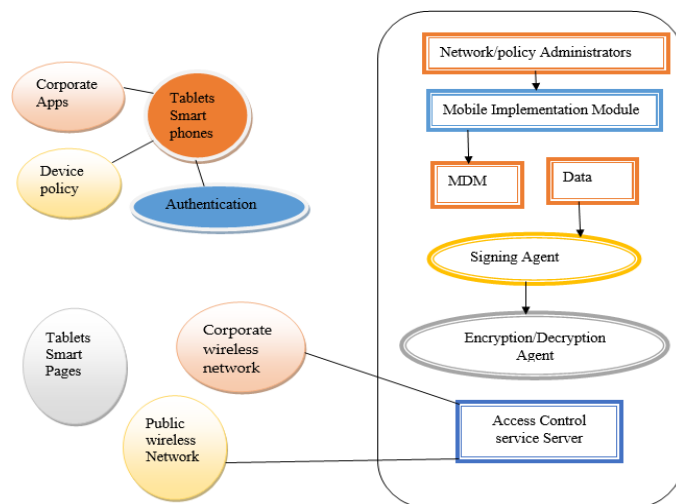 Corporate
Apps
Tablets
Smart
phones
Device
policy
Authentication
Tablets
Smart
Pages
Corporate
wireless
network
Public
wireless
Network
Network/policy Administrators
Mobile Implementation Module
MDM
Data
Signing Agent
Encryption/Decryption
Agent
Access Control
service Server